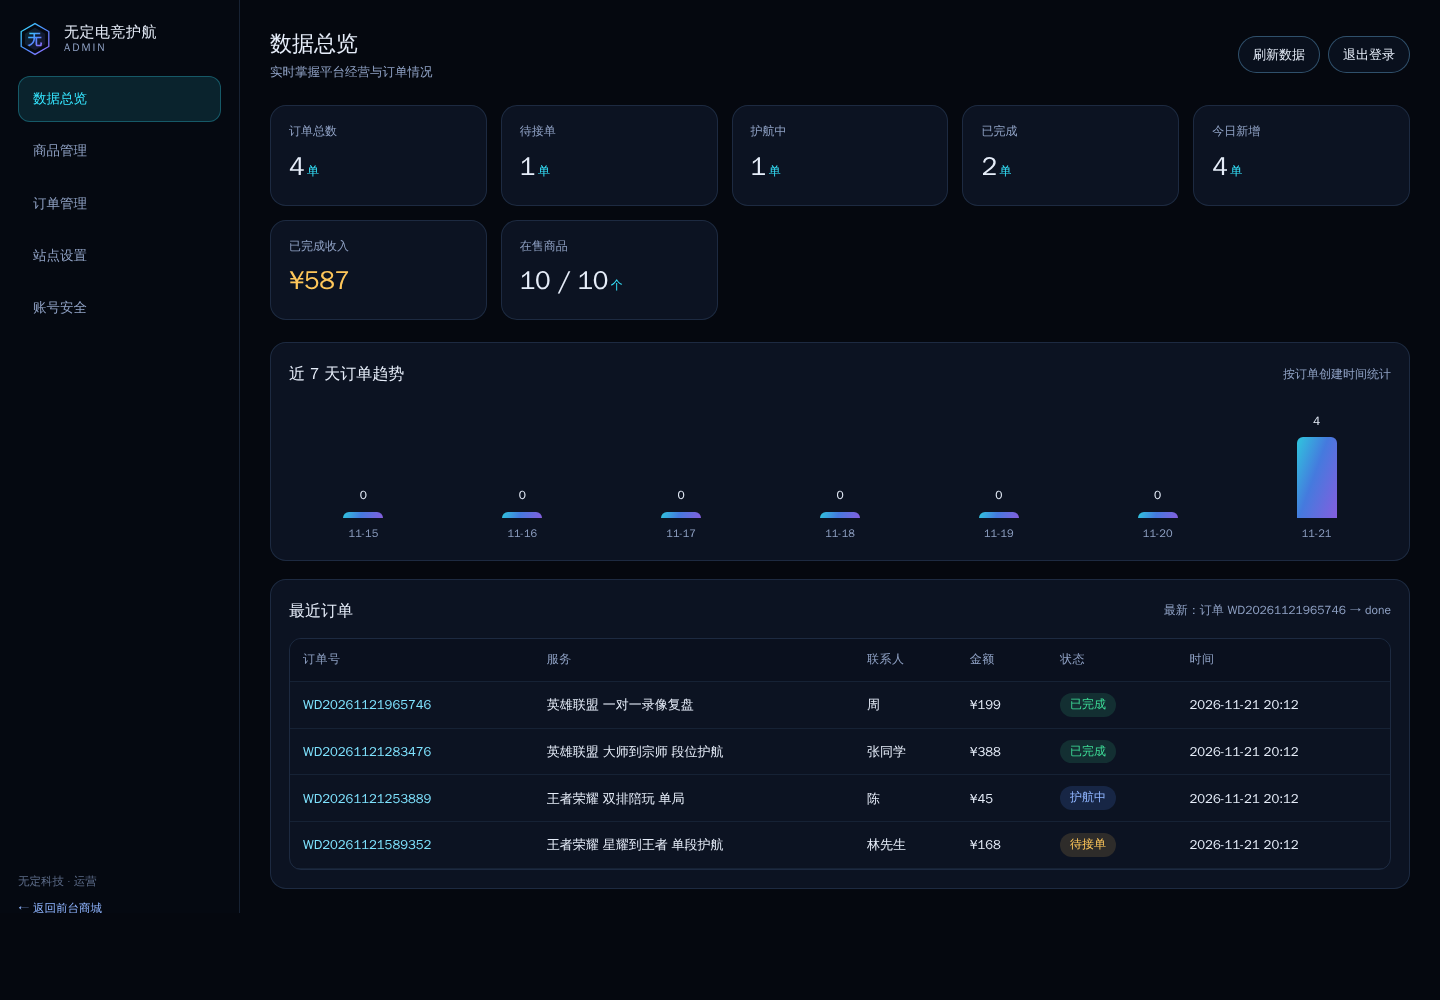 无
无定电竞护航
ADMIN
数据总览
商品管理
订单管理
站点设置
账号安全
无定科技 · 运营
← 返回前台商城
数据总览
实时掌握平台经营与订单情况
刷新数据
退出登录
订单总数
4 单
待接单
1 单
护航中
1 单
已完成
2 单
今日新增
4 单
已完成收入
¥587
在售商品
10 / 10 个
近 7 天订单趋势
按订单创建时间统计
0 0 0 0 0 0 4
11-15 11-16 11-17 11-18 11-19 11-20 11-21
最近订单
最新：订单 WD20261121965746 → done
订单号 服务 联系人 金额 状态 时间
WD20261121965746 英雄联盟 一对一录像复盘 周 ¥199 已完成 2026-11-21 20:12
WD20261121283476 英雄联盟 大师到宗师 段位护航 张同学 ¥388 已完成 2026-11-21 20:12
WD20261121253889 王者荣耀 双排陪玩 单局 陈 ¥45 护航中 2026-11-21 20:12
WD20261121589352 王者荣耀 星耀到王者 单段护航 林先生 ¥168 待接单 2026-11-21 20:12